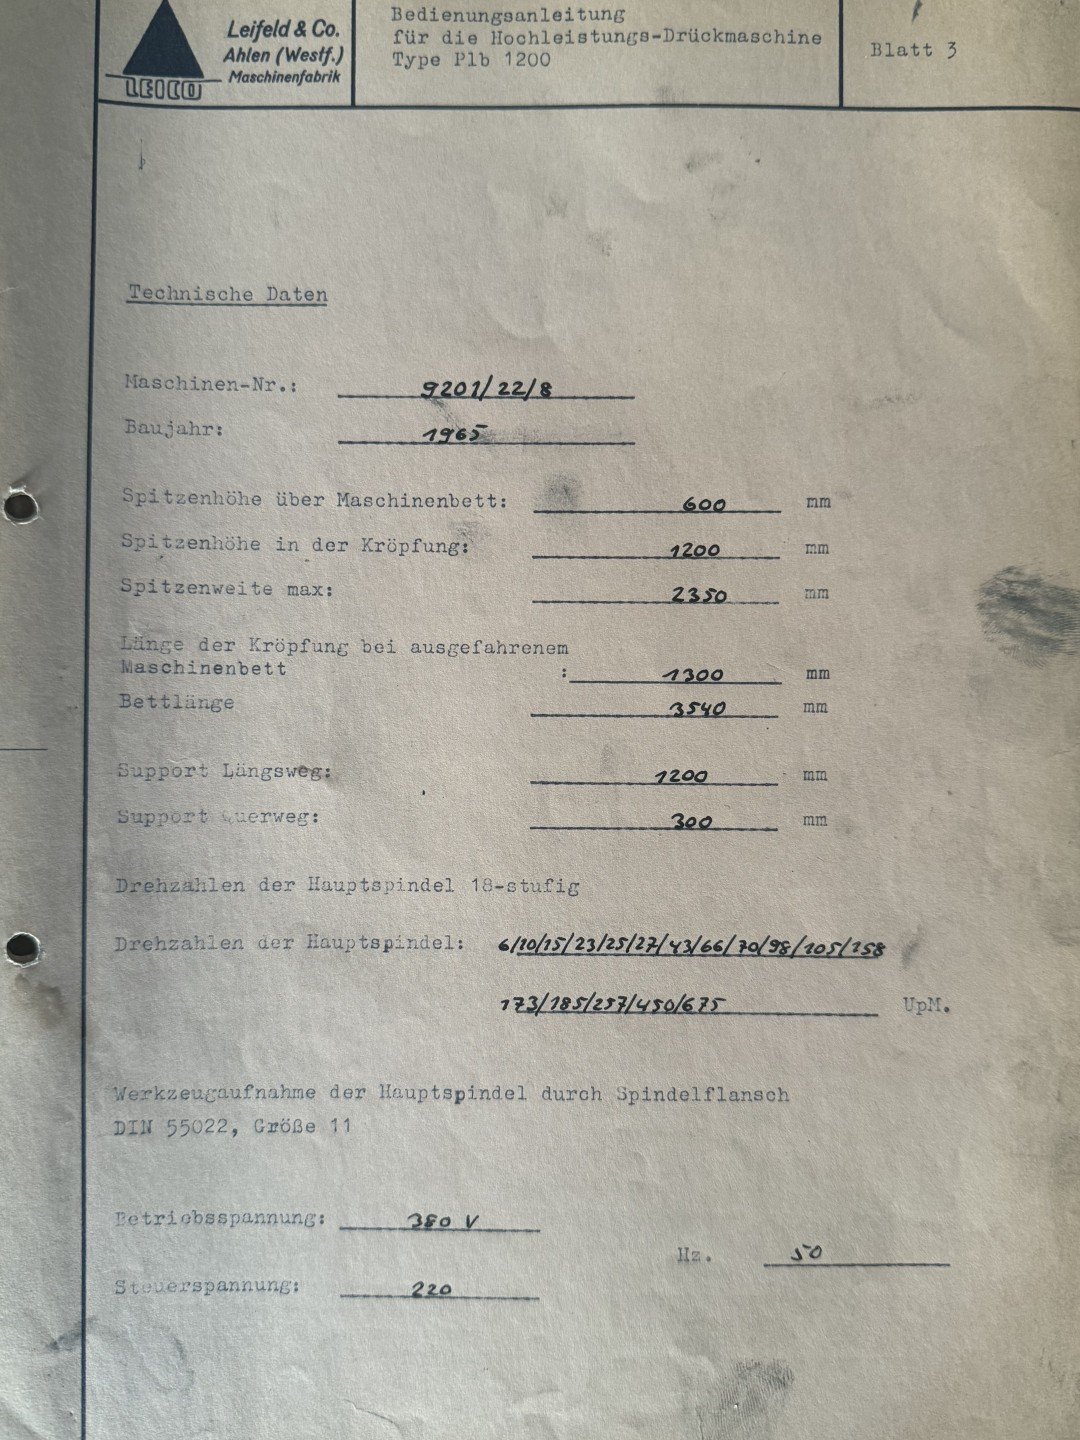 Leifeld & Co.
Ahlen (Westf.)
Maschinenfabrik
LEICO
Bedienungsanleitung
für die Hochleistungs-Drückmaschine
Type Plb 1200
Blatt 3
Technische Daten
Maschinen-Nr.: 9201/22/8
Baujahr: 1965
Spitzenhöhe über Maschinenbett: 600 mm
Spitzenhöhe in der Kröpfung: 1200 mm
Spitzenweite max: 2350 mm
Länge der Kröpfung bei ausgefahrenem
Maschinenbett : 1300 mm
Bettlänge 3540 mm
Support Längsweg: 1200 mm
Support Querweg: 300 mm
Drehzahlen der Hauptspindel 18-stufig
Drehzahlen der Hauptspindel: 6/10/15/23/25/27/43/66/70/98/105/158
173/185/257/450/675 UpM.
Werkzeugaufnahme der Hauptspindel durch Spindelflansch
DIN 55022, Größe 11
Betriebsspannung: 380 V
Hz. 50
Steuerspannung: 220